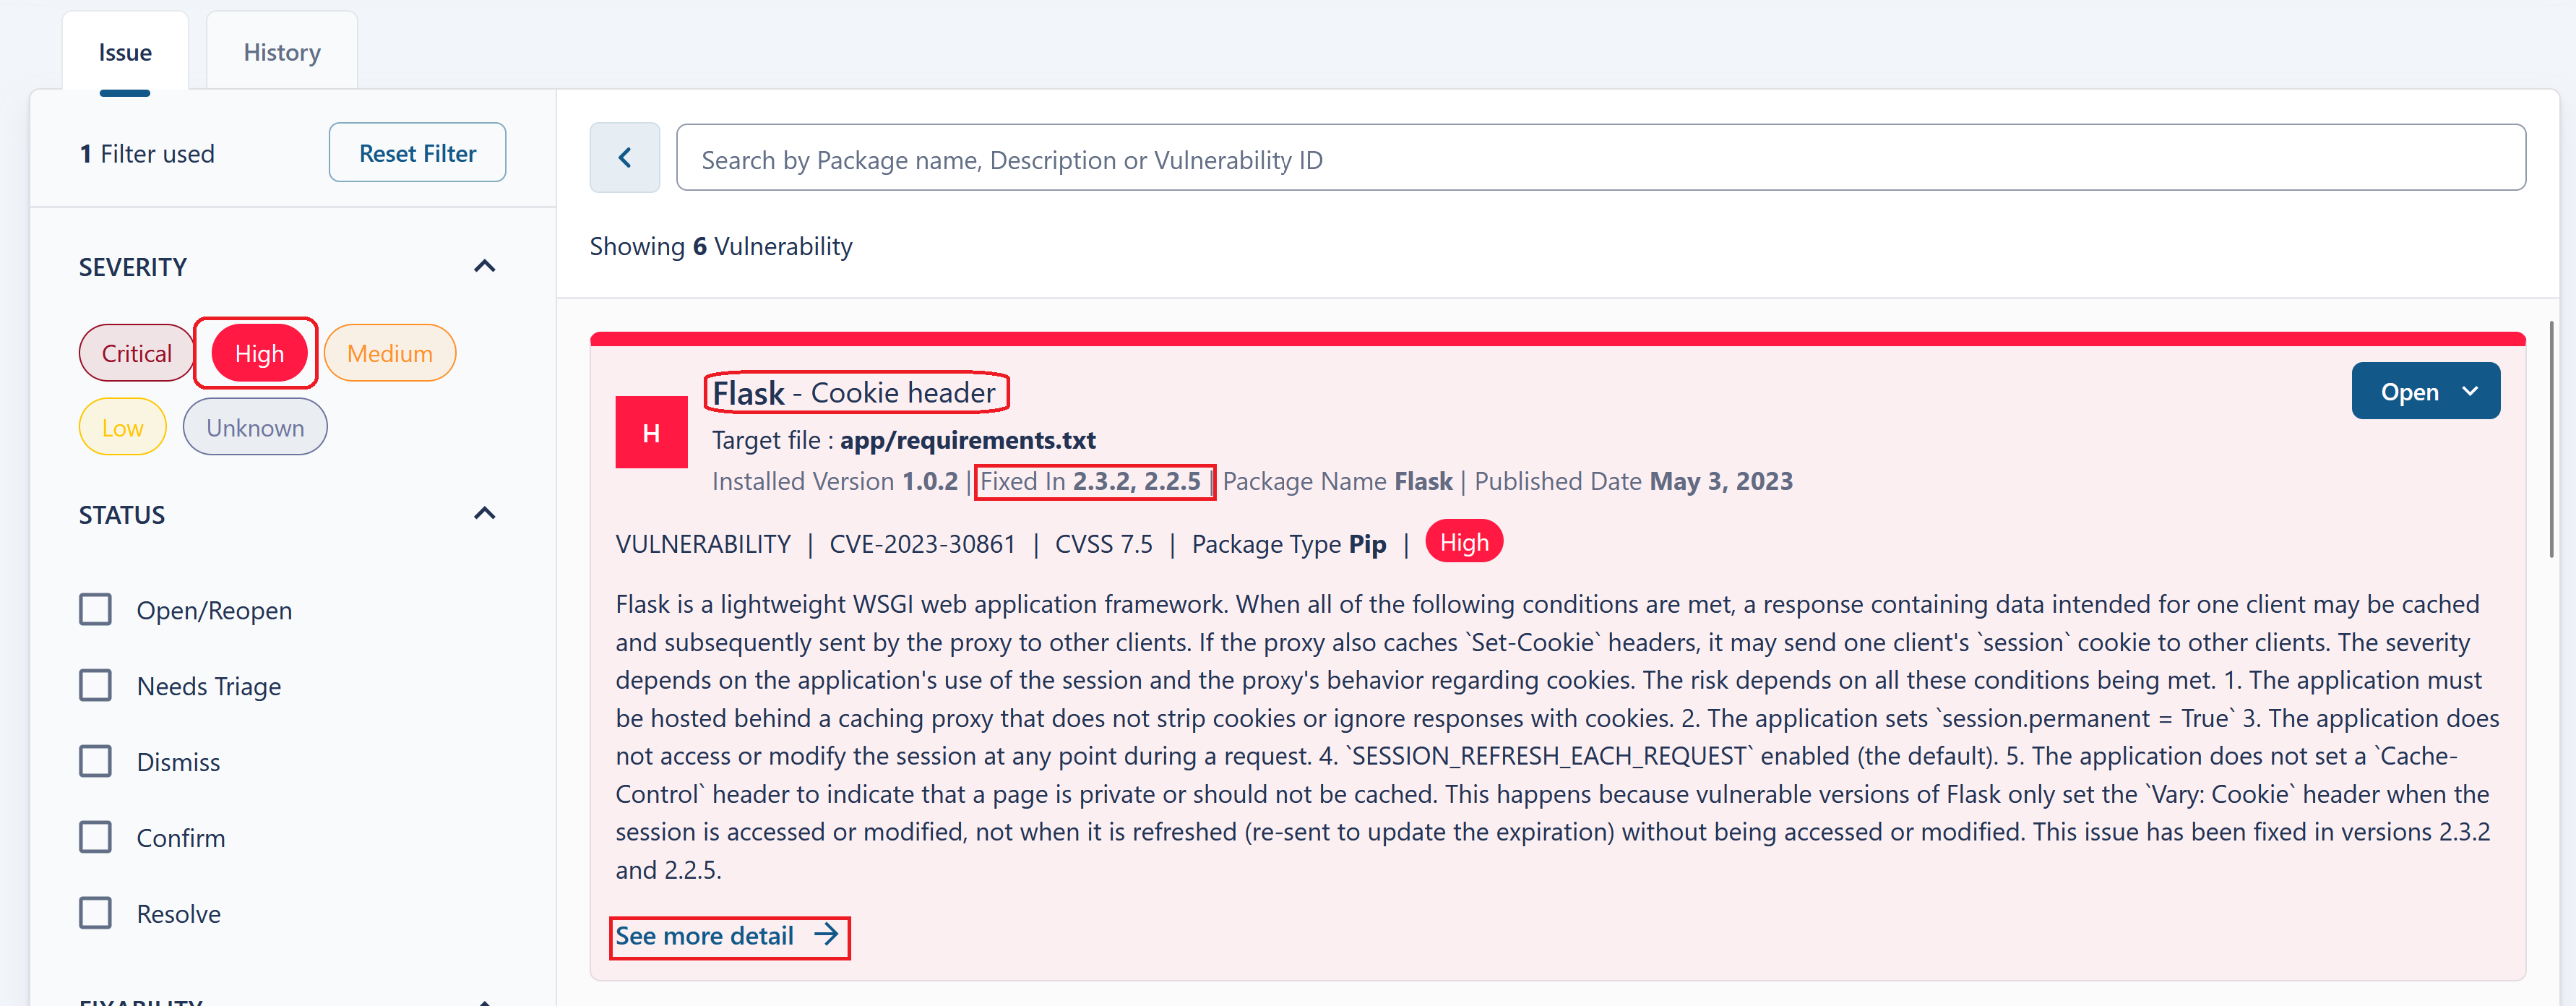 Issue
History
1 Filter used
Reset Filter
SEVERITY
Critical
High
Medium
Low
Unknown
STATUS
Open/Reopen
Needs Triage
Dismiss
Confirm
Resolve
FIXABILITY
Search by Package name, Description or Vulnerability ID
Showing 6 Vulnerability
H
Flask - Cookie header
Open
Target file : app/requirements.txt
Installed Version 1.0.2 | Fixed In 2.3.2, 2.2.5 | Package Name Flask | Published Date May 3, 2023
VULNERABILITY | CVE-2023-30861 | CVSS 7.5 | Package Type Pip | High
Flask is a lightweight WSGI web application framework. When all of the following conditions are met, a response containing data intended for one client may be cached
and subsequently sent by the proxy to other clients. If the proxy also caches `Set-Cookie` headers, it may send one client's `session` cookie to other clients. The severity
depends on the application's use of the session and the proxy's behavior regarding cookies. The risk depends on all these conditions being met. 1. The application must
be hosted behind a caching proxy that does not strip cookies or ignore responses with cookies. 2. The application sets `session.permanent = True` 3. The application does
not access or modify the session at any point during a request. 4. `SESSION_REFRESH_EACH_REQUEST` enabled (the default). 5. The application does not set a `Cache-
Control` header to indicate that a page is private or should not be cached. This happens because vulnerable versions of Flask only set the `Vary: Cookie` header when the
session is accessed or modified, not when it is refreshed (re-sent to update the expiration) without being accessed or modified. This issue has been fixed in versions 2.3.2
and 2.2.5.
See more detail